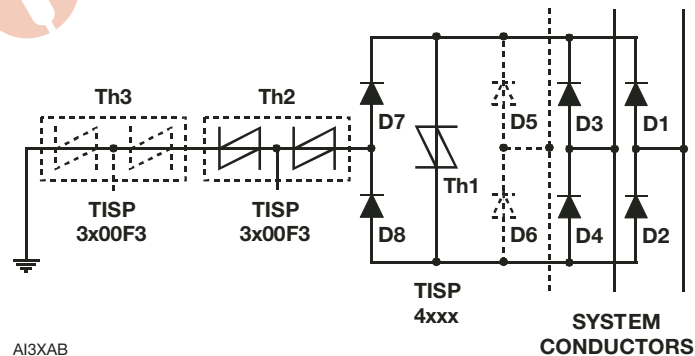 Th3
Th2
D7
D5
D3
D1
Th1
TISP
3x00F3
TISP
3x00F3
D8
D6
D4
D2
TISP
4xxx
SYSTEM
CONDUCTORS
AI3XAB